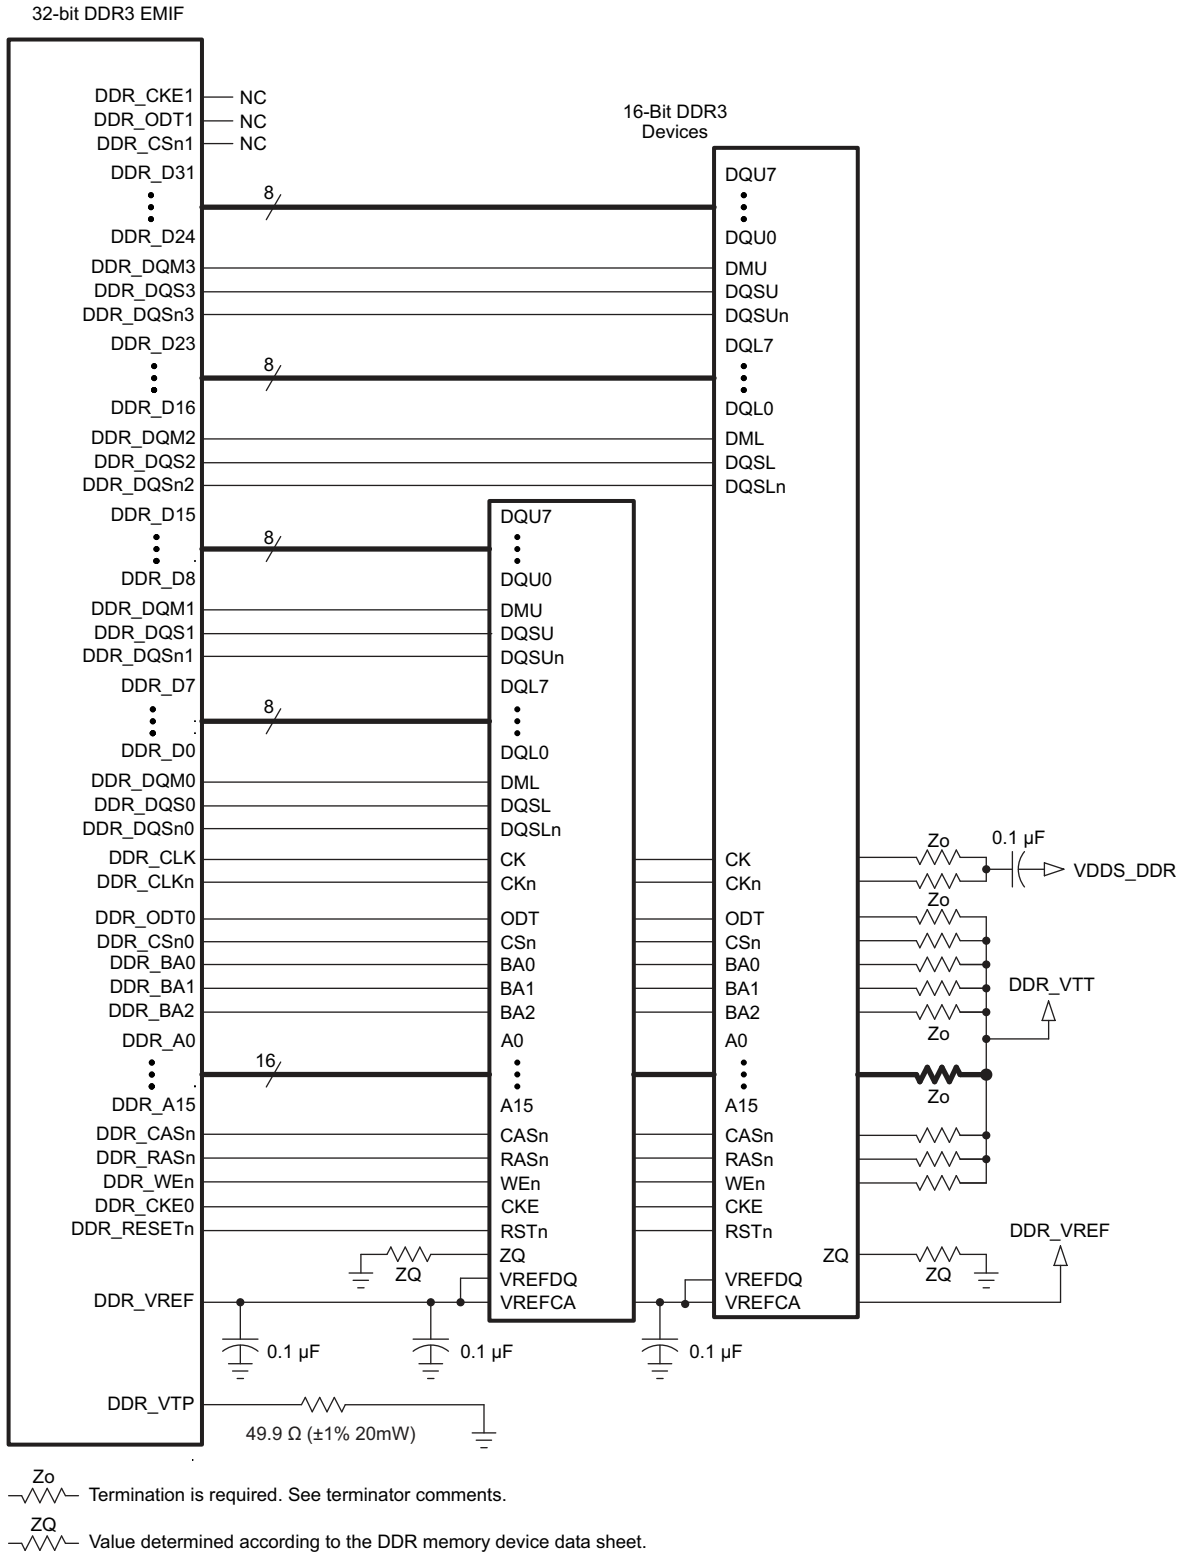 32-bit DDR3 EMIF
16-Bit DDR3
Devices
DDR_CKE1 NC
DDR_ODT1 NC
DDR_CSn1 NC
DDR_D31 8 DQU7
DDR_D24 DQU0
DDR_DQM3 DMU
DDR_DQS3 DQSU
DDR_DQSn3 DQSUn
DDR_D23 8 DQL7
DDR_D16 DQL0
DDR_DQM2 DML
DDR_DQS2 DQSL
DDR_DQSn2 DQSLn
DDR_D15 8 DQU7
DDR_D8 DQU0
DDR_DQM1 DMU
DDR_DQS1 DQSU
DDR_DQSn1 DQSUn
DDR_D7 8 DQL7
DDR_D0 DQL0
DDR_DQM0 DML
DDR_DQS0 DQSL
DDR_DQSn0 DQSLn
Zo 0.1 µF
DDR_CLK CK CK
VDDS_DDR
DDR_CLKn CKn CKn
Zo
DDR_ODT0 ODT ODT
DDR_CSn0 CSn CSn
DDR_BA0 BA0 BA0
DDR_BA1 BA1 BA1 DDR_VTT
DDR_BA2 BA2 BA2
Zo
DDR_A0 A0 A0
16
Zo
DDR_A15 A15 A15
DDR_CASn CASn CASn
DDR_RASn RASn RASn
DDR_WEn WEn WEn
DDR_CKE0 CKE CKE
DDR_RESETn RSTn RSTn DDR_VREF
ZQ ZQ ZQ ZQ
VREFDQ VREFDQ
DDR_VREF VREFCA VREFCA
0.1 µF 0.1 µF 0.1 µF
DDR_VTP
49.9 Ω (±1% 20mW)
Zo
Termination is required. See terminator comments.
ZQ
Value determined according to the DDR memory device data sheet.